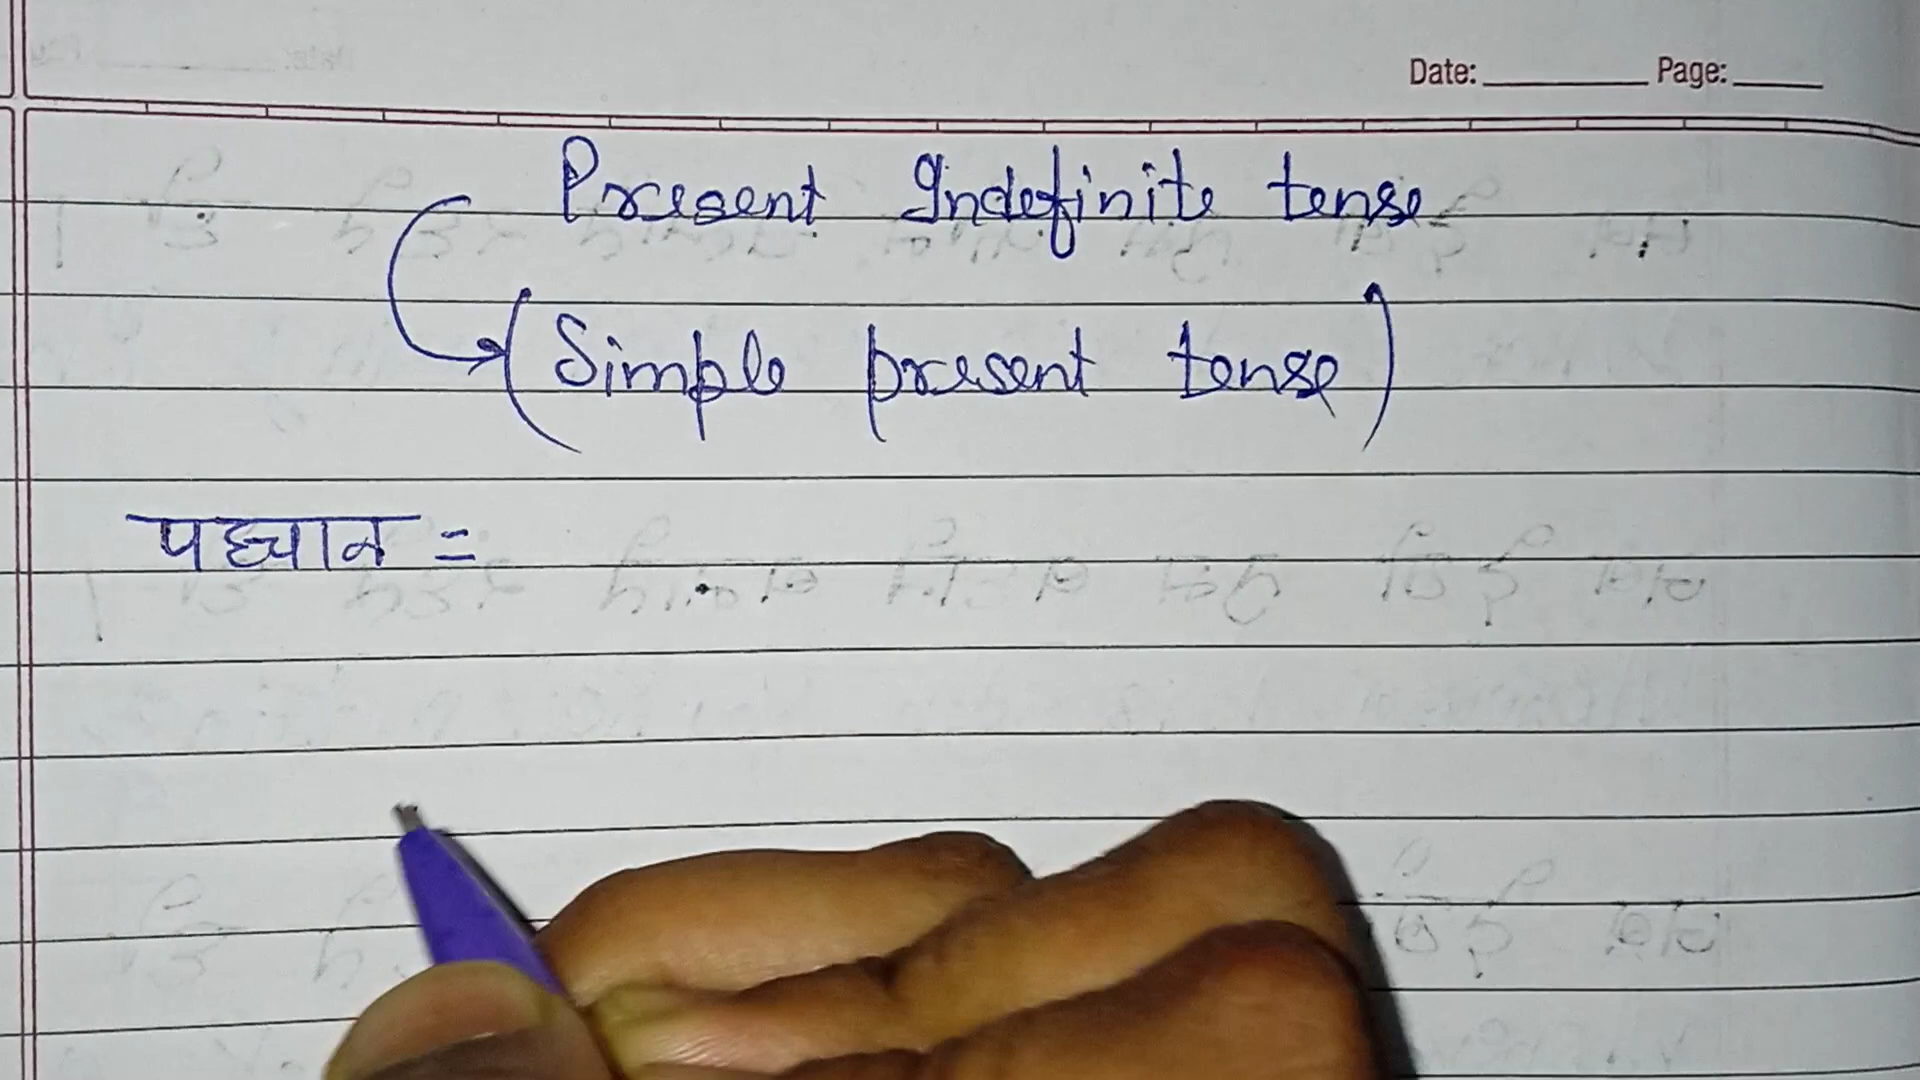 Date: Page:
Present Indefinite tense
(Simple present tense)
पहचान =